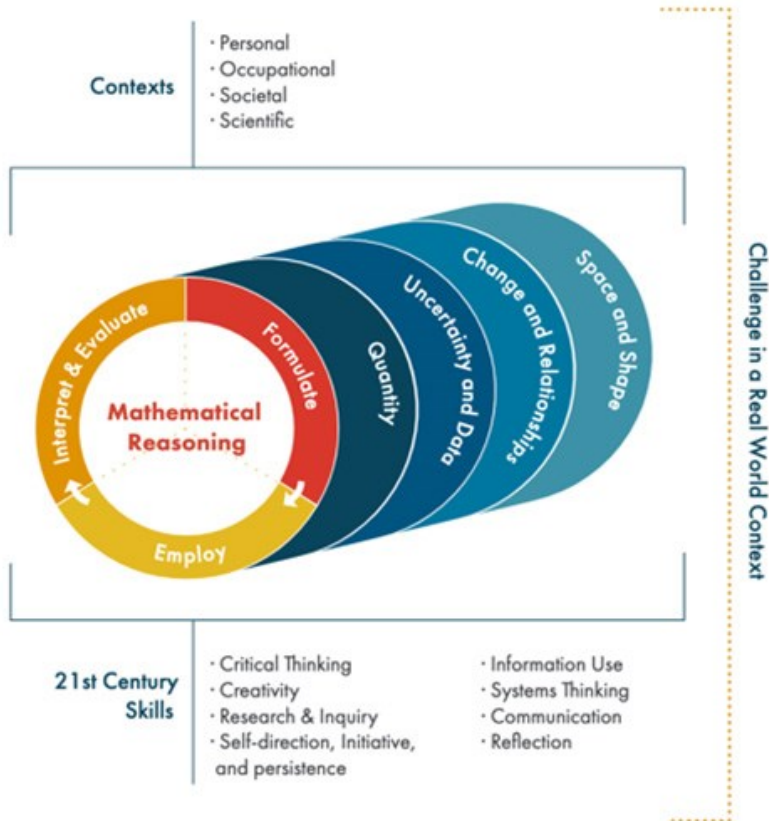 · Personal
· Occupational
Contexts
· Societal
· Scientific
Interpret & Evaluate
Formulate
Mathematical
Reasoning
Employ
Quantity
Uncertainty and Data
Change and Relationships
Space and Shape
Challenge in a Real World Context
21st Century
Skills
· Critical Thinking
· Creativity
· Research & Inquiry
· Self-direction, Initiative,
and persistence
· Information Use
· Systems Thinking
· Communication
· Reflection